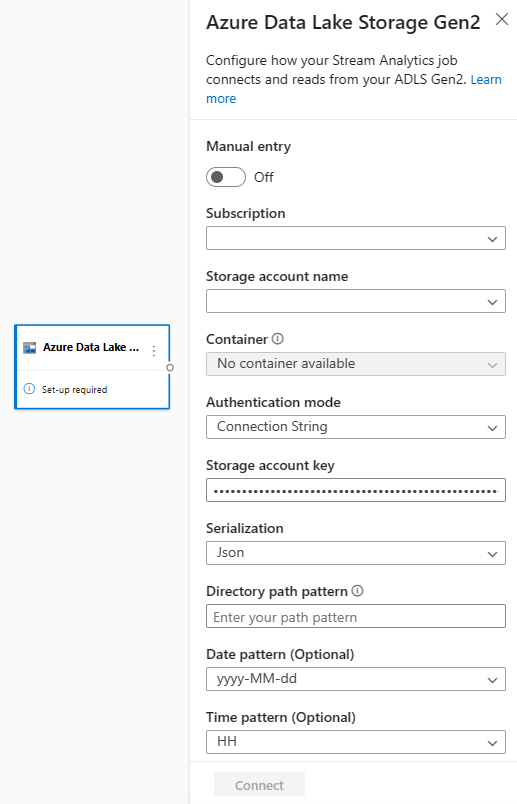 Azure Data Lake Storage Gen2
Configure how your Stream Analytics job
connects and reads from your ADLS Gen2. Learn
more
Manual entry
Off
Subscription
Storage account name
Container
No container available
Authentication mode
Connection String
Storage account key
Serialization
Json
Directory path pattern
Enter your path pattern
Date pattern (Optional)
yyyy-MM-dd
Time pattern (Optional)
HH
Connect
Azure Data Lake ...
Set-up required